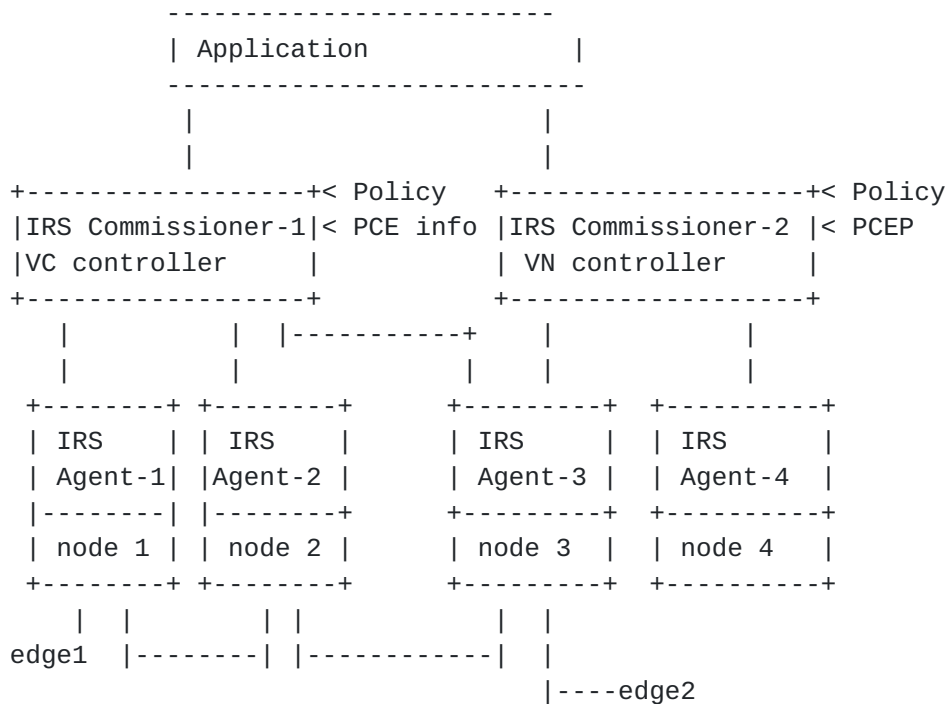 Application
< Policy < Policy
IRS Commissioner-1 < PCE info IRS Commissioner-2 < PCEP
VC controller VN controller
IRS IRS IRS IRS
Agent-1 Agent-2 Agent-3 Agent-4
node 1 node 2 node 3 node 4
edge1
edge2